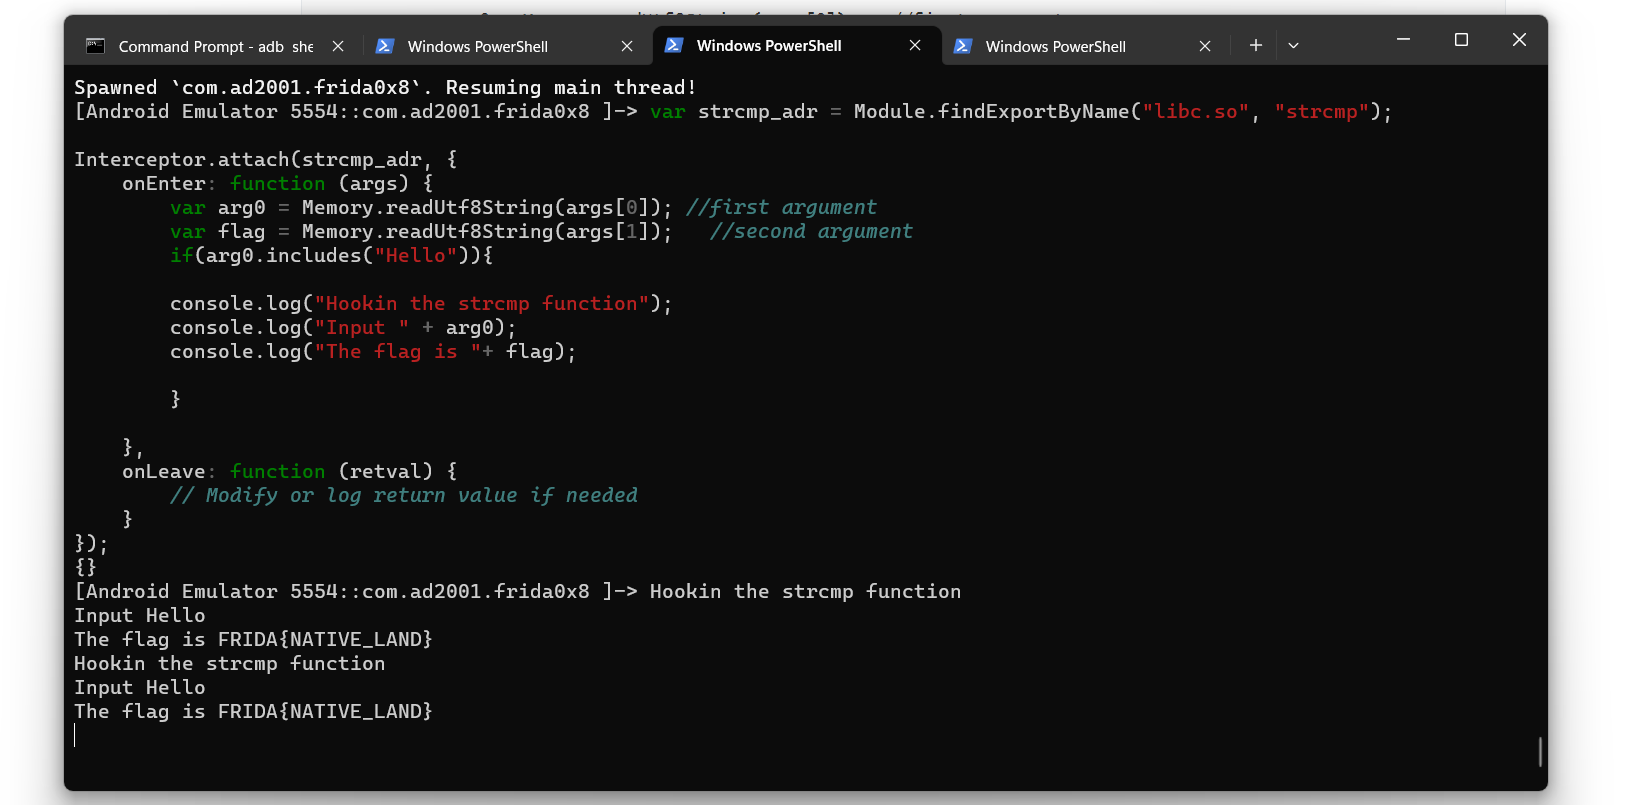 Command Prompt - adb she
Windows PowerShell
Windows PowerShell
Windows PowerShell
Spawned `com.ad2001.frida0x8`. Resuming main thread!
[Android Emulator 5554::com.ad2001.frida0x8 ]-> var strcmp_adr = Module.findExportByName("libc.so", "strcmp");
Interceptor.attach(strcmp_adr, {
    onEnter: function (args) {
        var arg0 = Memory.readUtf8String(args[0]); //first argument
        var flag = Memory.readUtf8String(args[1]);   //second argument
        if(arg0.includes("Hello")){
        console.log("Hookin the strcmp function");
        console.log("Input " + arg0);
        console.log("The flag is "+ flag);
        }
    },
    onLeave: function (retval) {
        // Modify or log return value if needed
    }
});
{}
[Android Emulator 5554::com.ad2001.frida0x8 ]-> Hookin the strcmp function
Input Hello
The flag is FRIDA{NATIVE_LAND}
Hookin the strcmp function
Input Hello
The flag is FRIDA{NATIVE_LAND}